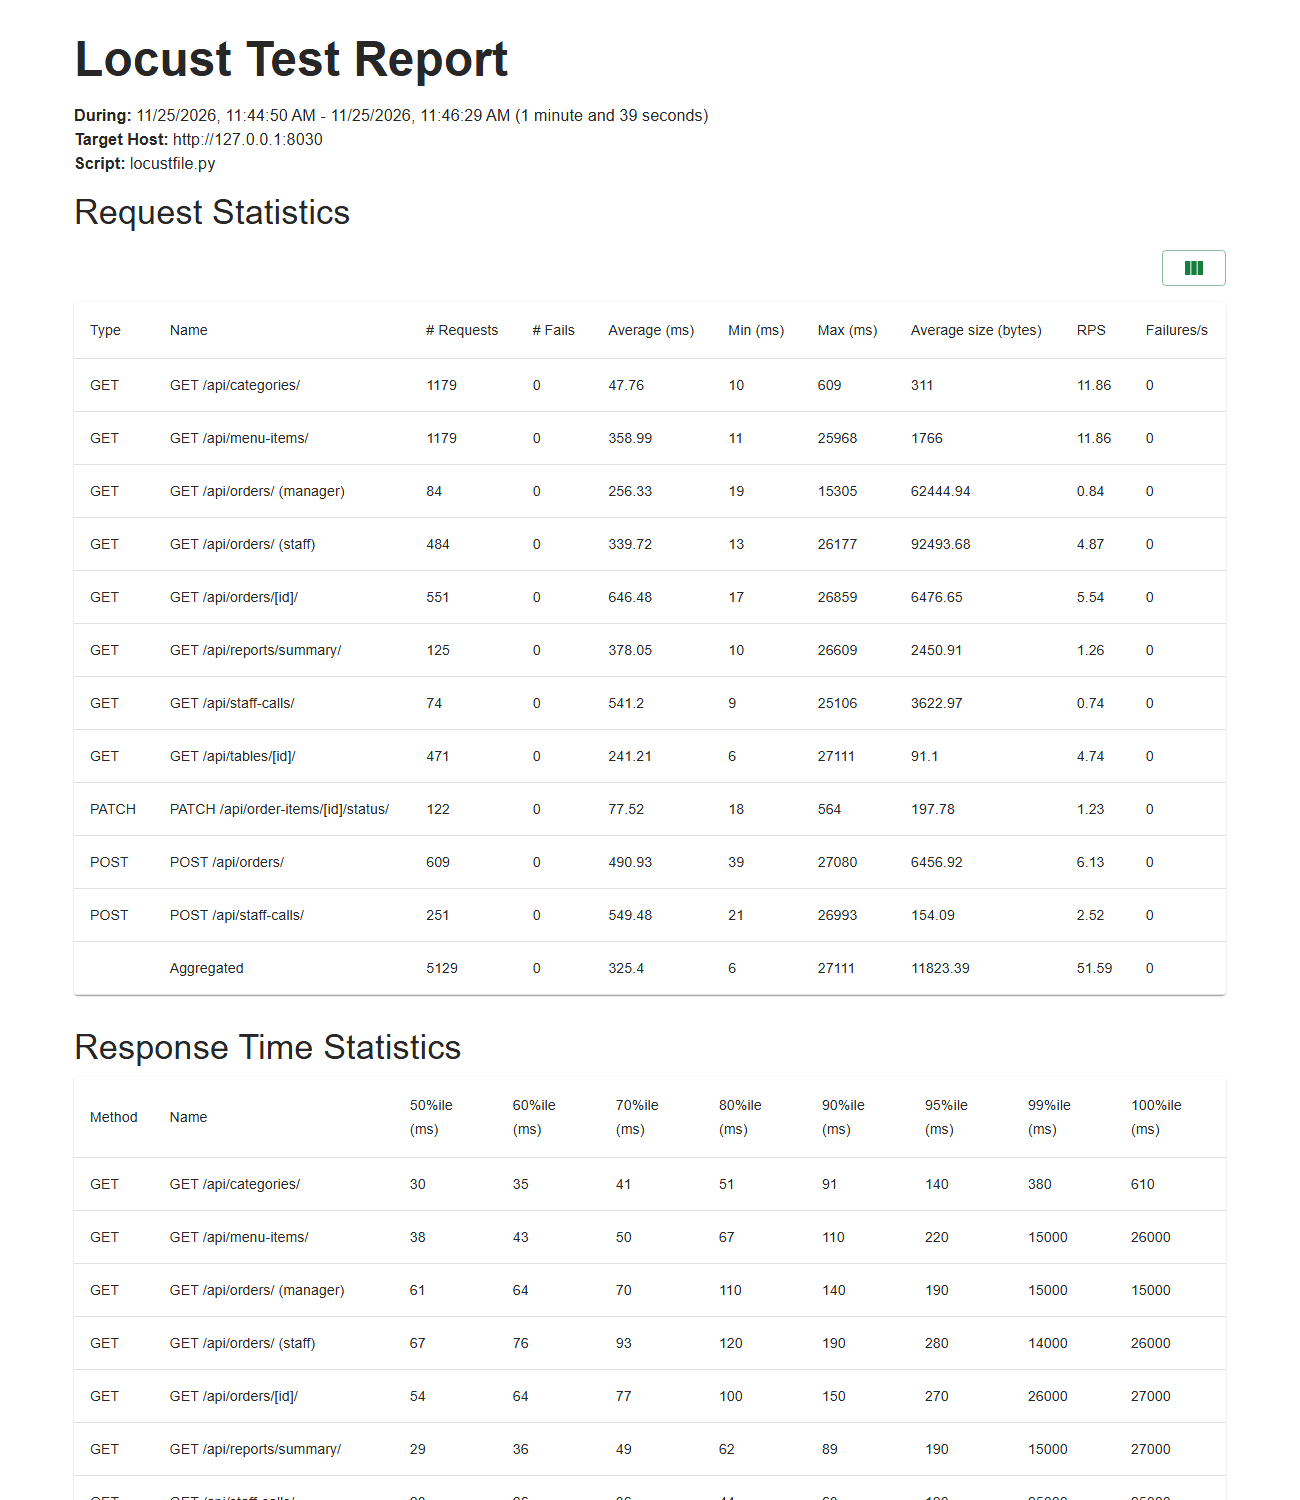 Locust Test Report
During: 11/25/2026, 11:44:50 AM - 11/25/2026, 11:46:29 AM (1 minute and 39 seconds)
Target Host: http://127.0.0.1:8030
Script: locustfile.py
Request Statistics
Type Name # Requests # Fails Average (ms) Min (ms) Max (ms) Average size (bytes) RPS Failures/s
GET GET /api/categories/ 1179 0 47.76 10 609 311 11.86 0
GET GET /api/menu-items/ 1179 0 358.99 11 25968 1766 11.86 0
GET GET /api/orders/ (manager) 84 0 256.33 19 15305 62444.94 0.84 0
GET GET /api/orders/ (staff) 484 0 339.72 13 26177 92493.68 4.87 0
GET GET /api/orders/[id]/ 551 0 646.48 17 26859 6476.65 5.54 0
GET GET /api/reports/summary/ 125 0 378.05 10 26609 2450.91 1.26 0
GET GET /api/staff-calls/ 74 0 541.2 9 25106 3622.97 0.74 0
GET GET /api/tables/[id]/ 471 0 241.21 6 27111 91.1 4.74 0
PATCH PATCH /api/order-items/[id]/status/ 122 0 77.52 18 564 197.78 1.23 0
POST POST /api/orders/ 609 0 490.93 39 27080 6456.92 6.13 0
POST POST /api/staff-calls/ 251 0 549.48 21 26993 154.09 2.52 0
Aggregated 5129 0 325.4 6 27111 11823.39 51.59 0
Response Time Statistics
Method Name 50%ile (ms) 60%ile (ms) 70%ile (ms) 80%ile (ms) 90%ile (ms) 95%ile (ms) 99%ile (ms) 100%ile (ms)
GET GET /api/categories/ 30 35 41 51 91 140 380 610
GET GET /api/menu-items/ 38 43 50 67 110 220 15000 26000
GET GET /api/orders/ (manager) 61 64 70 110 140 190 15000 15000
GET GET /api/orders/ (staff) 67 76 93 120 190 280 14000 26000
GET GET /api/orders/[id]/ 54 64 77 100 150 270 26000 27000
GET GET /api/reports/summary/ 29 36 49 62 89 190 15000 27000
GET GET /api/staff-calls/